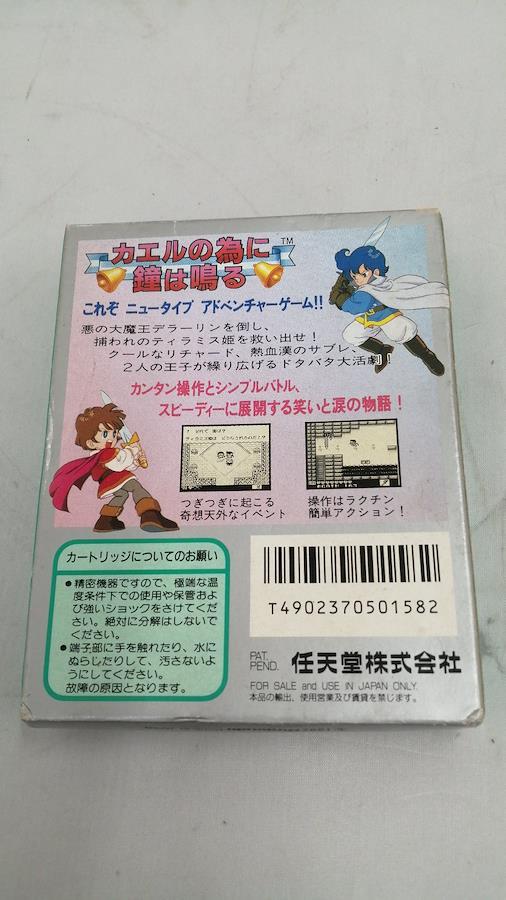 カエルの為に
鐘は鳴る
TM
これぞ ニュータイプ アドベンチャーゲーム!!
悪の大魔王デラーリンを倒し、
捕われのティラミス姫を救い出せ!
クールなリチャード、熱血漢のサブレ、
2人の王子が繰り広げるドタバタ大活劇!
カンタン操作とシンプルバトル、
スピーディーに展開する笑いと涙の物語!
つぎつぎに起こる
奇想天外なイベント
操作はラクチン
簡単アクション!
カートリッジについてのお願い
●精密機器ですので、極端な温
度条件下での使用や保管およ
び強いショックをさけてくだ
さい。絶対に分解はしないで
ください。
●端子部に手を触れたり、水に
ぬらしたりして、汚さないよ
うにしてください。
故障の原因となります。
T4902370501582
PAT.
PEND.
任天堂株式会社
FOR SALE and USE IN JAPAN ONLY.
本品の輸出、使用営業及び賃貸を禁じます。